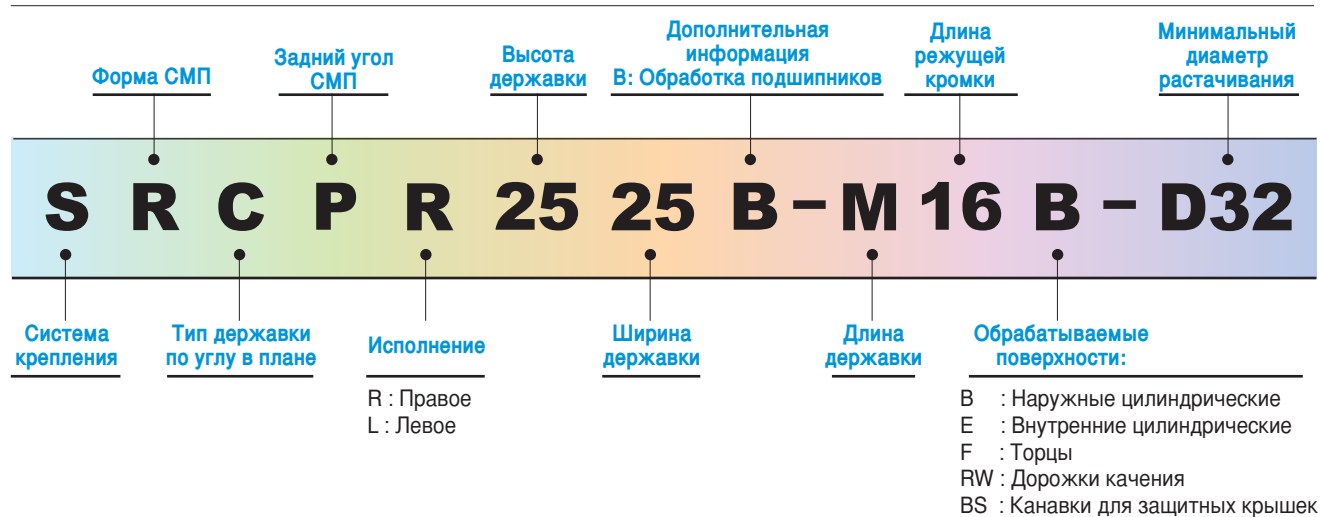 Форма СМП
Задний угол
СМП
Высота
державки
Дополнительная
информация
В: Обработка подшипников
Длина
режущей
кромки
Минимальный
диаметр
растачивания
S R C P R 25 25 B – M 16 B – D32
Система
крепления
Тип державки
по углу в плане
Исполнение
R : Правое
L : Левое
Ширина
державки
Длина
державки
Обрабатываемые
поверхности:
B : Наружные цилиндрические
E : Внутренние цилиндрические
F : Торцы
RW : Дорожки качения
BS : Канавки для защитных крышек